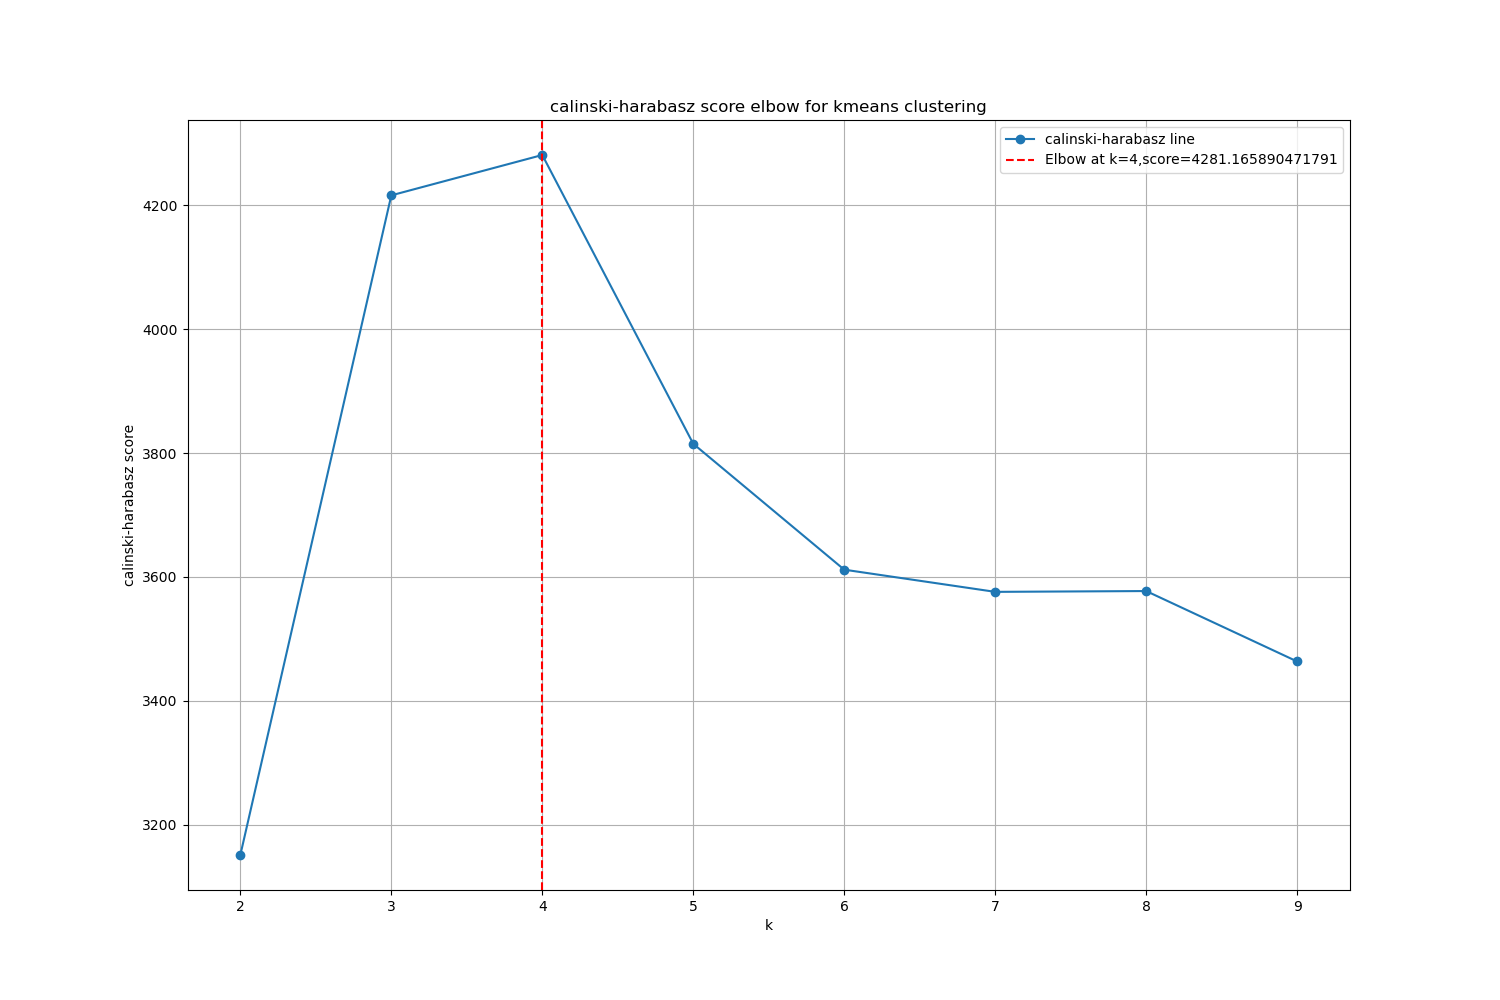 calinski-harabasz score elbow for kmeans clustering
calinski-harabasz line
Elbow at k=4,score=4281.165890471791
4200
4000
3800
3600
3400
3200
calinski-harabasz score
2 3 4 5 6 7 8 9
k